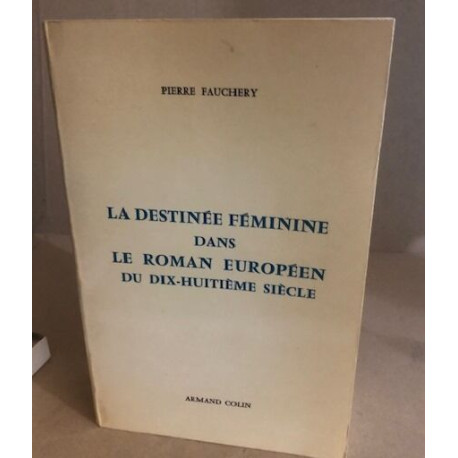 PIERRE FAUCHERY
LA DESTINÉE FÉMININE
DANS
LE ROMAN EUROPÉEN
DU DIX-HUITIÈME SIÈCLE
ARMAND COLIN